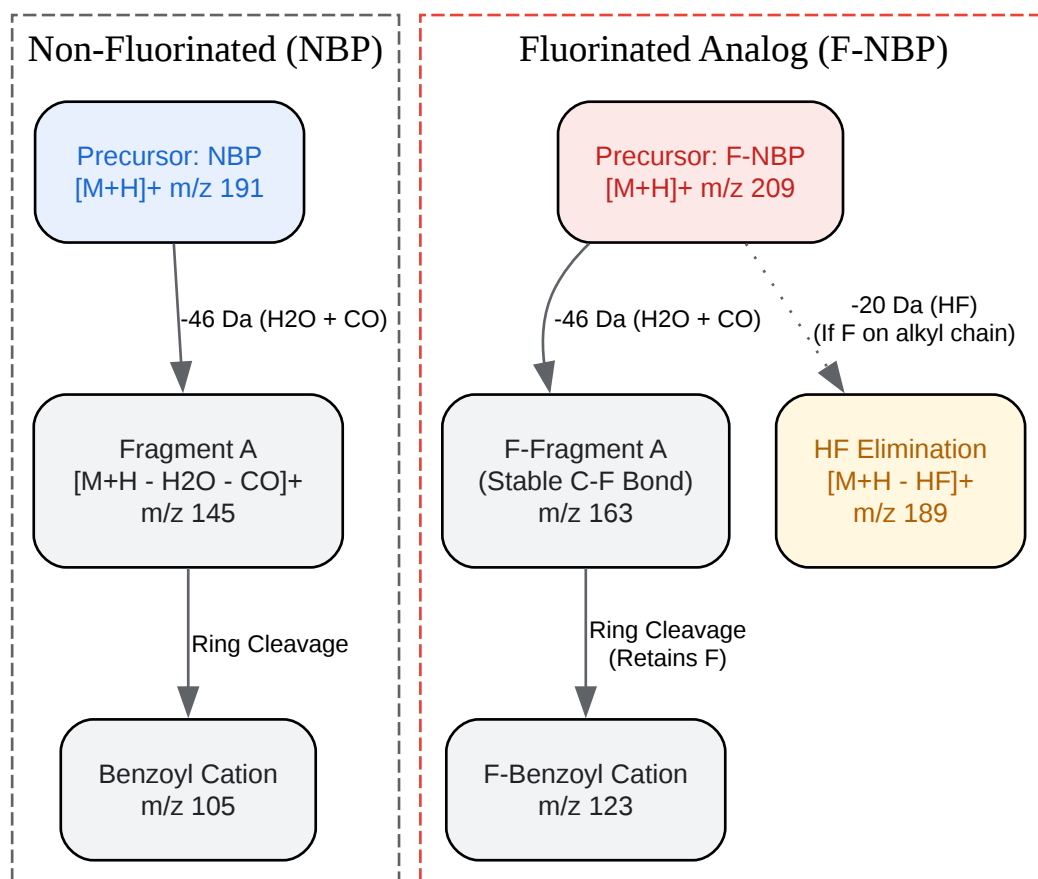 Non-Fluorinated (NBP)
Precursor: NBP
[M+H]+ m/z 191
-46 Da (H2O + CO)
Fragment A
[M+H - H2O - CO]+
m/z 145
Ring Cleavage
Benzoyl Cation
m/z 105
Fluorinated Analog (F-NBP)
Precursor: F-NBP
[M+H]+ m/z 209
-46 Da (H2O + CO)
-20 Da (HF)
(If F on alkyl chain)
F-Fragment A
(Stable C-F Bond)
m/z 163
HF Elimination
[M+H - HF]+
m/z 189
Ring Cleavage
(Retains F)
F-Benzoyl Cation
m/z 123